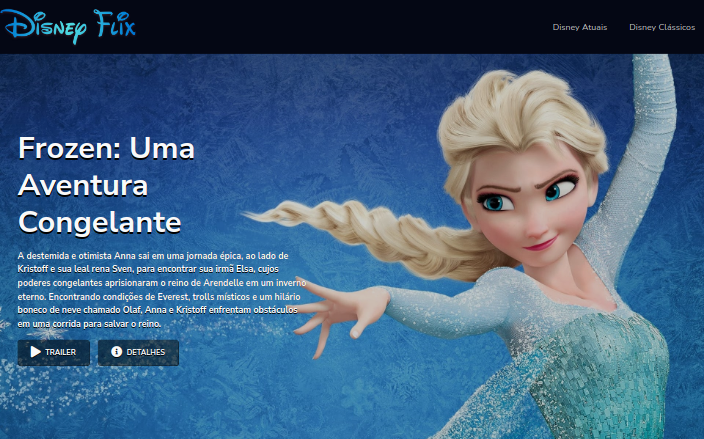 Disney Flix
Disney Atuais
Disney Clássicos
Frozen: Uma
Aventura
Congelante
A destemida e otimista Anna sai em uma jornada épica, ao lado de
Kristoff e sua leal rena Sven, para encontrar sua irmã Elsa, cujos
poderes congelantes aprisionaram o reino de Arendelle em um inverno
eterno. Encontrando condições de Everest, trolls místicos e um hilário
boneco de neve chamado Olaf, Anna e Kristoff enfrentam obstáculos
em uma corrida para salvar o reino.
TRAILER
DETALHES